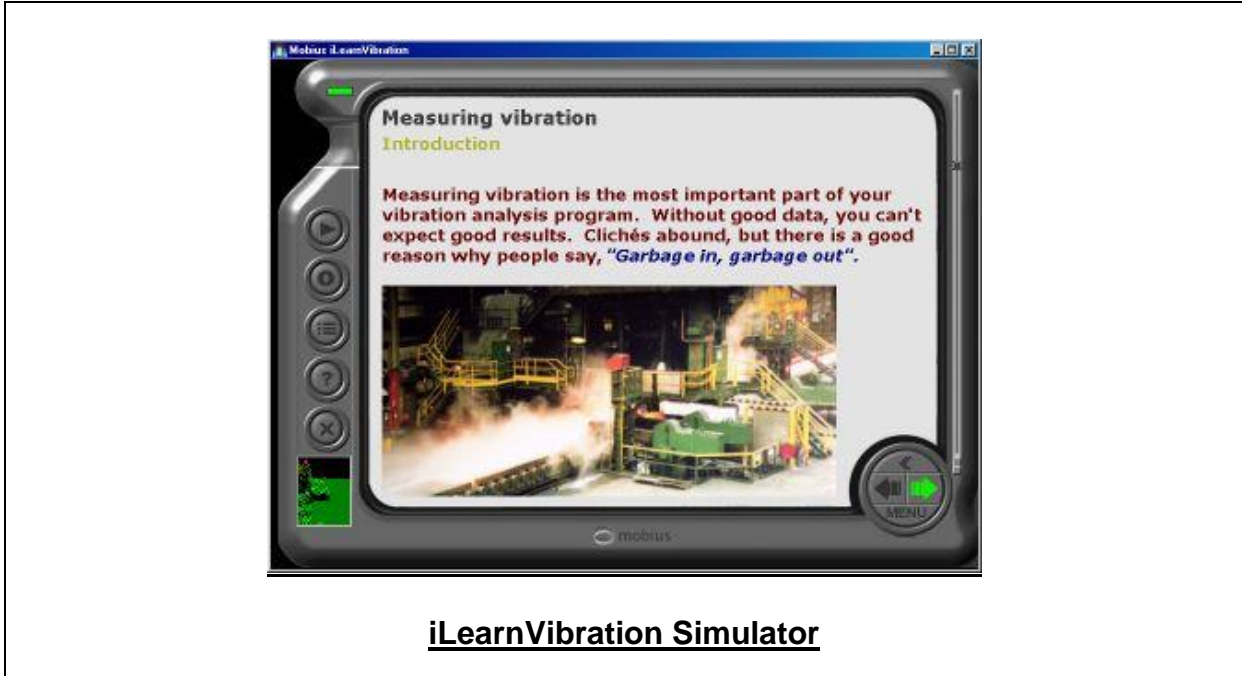 Mobius iLearnVibration
Measuring vibration
Introduction
Measuring vibration is the most important part of your
vibration analysis program.  Without good data, you can't
expect good results.  Clichés abound, but there is a good
reason why people say, "Garbage in, garbage out".
MENU
mobius
iLearnVibration Simulator